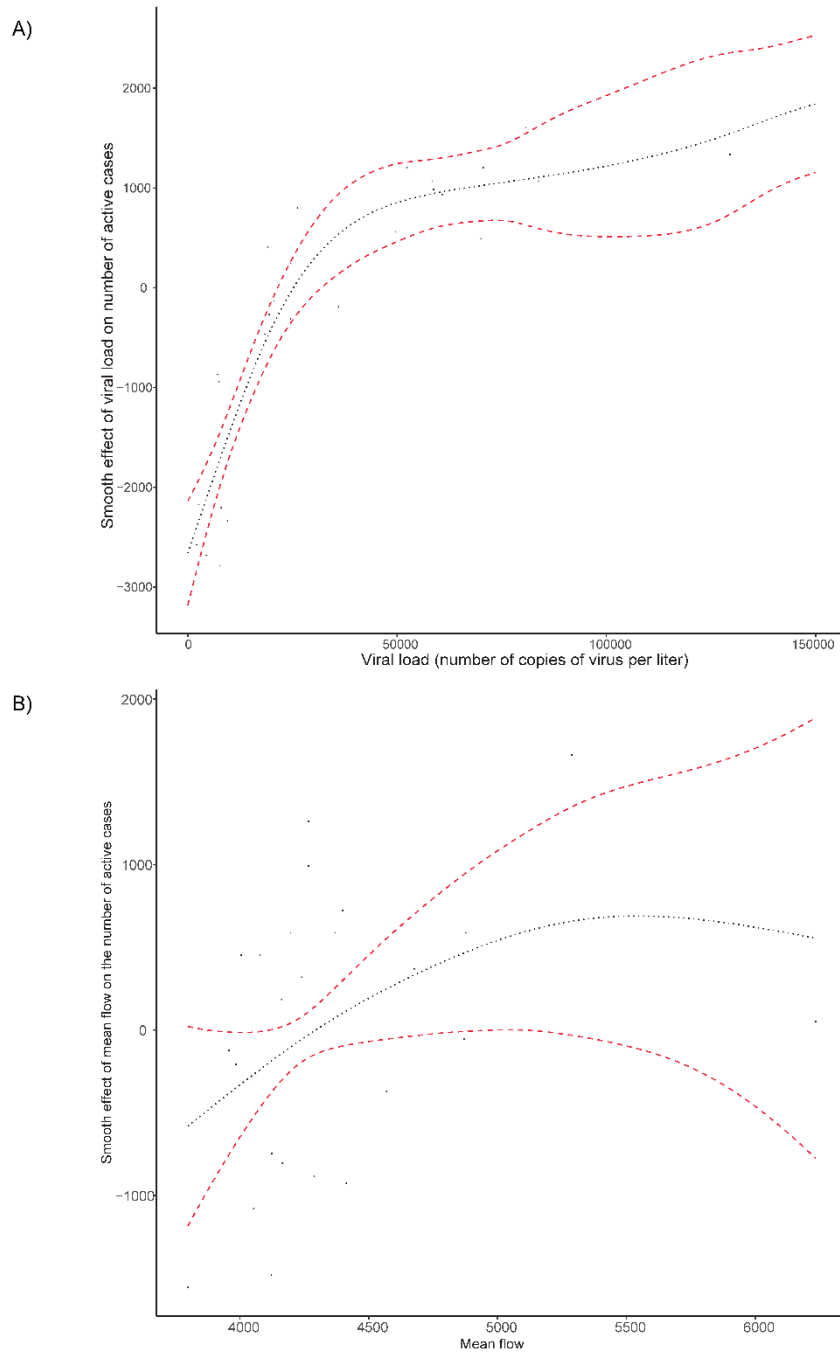 A)
Smooth effect of viral load on number of active cases
2000
1000
0
−1000
−2000
−3000
0 50000 100000 150000
Viral load (number of copies of virus per liter)
B)
Smooth effect of mean flow on the number of active cases
2000
1000
0
−1000
4000 4500 5000 5500 6000
Mean flow